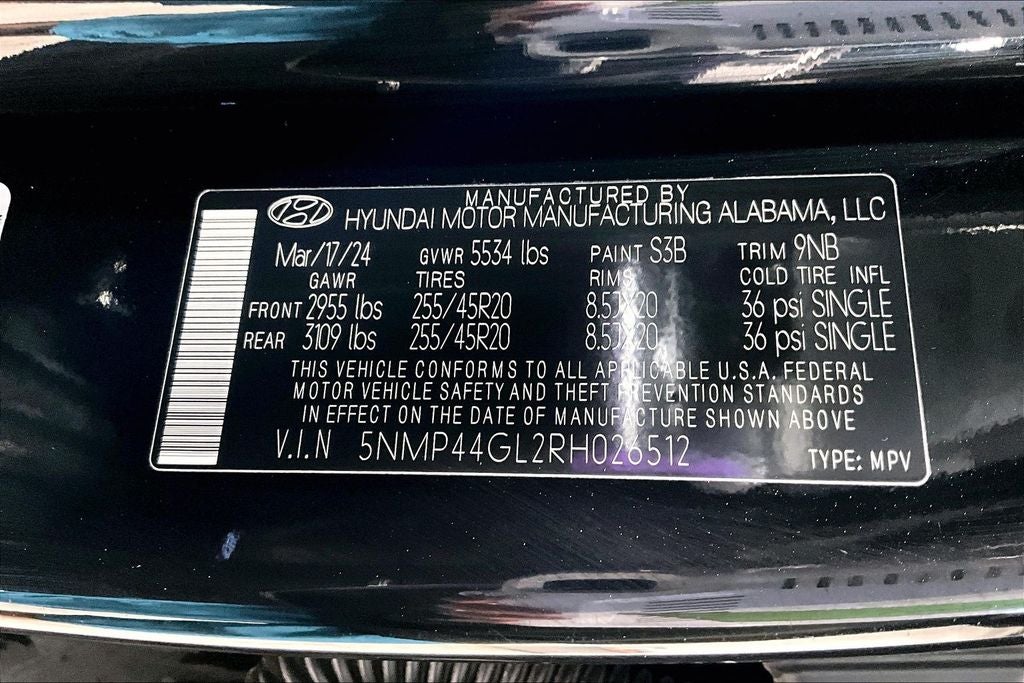 MANUFACTURED BY
HYUNDAI MOTOR MANUFACTURING ALABAMA, LLC
Mar/17/24 GVWR 5534 lbs PAINT S3B TRIM 9NB
GAWR TIRES RIMS COLD TIRE INFL
FRONT 2955 lbs 255/45R20 8.5JX20 36 psi SINGLE
REAR 3109 lbs 255/45R20 8.5JX20 36 psi SINGLE
THIS VEHICLE CONFORMS TO ALL APPLICABLE U.S.A. FEDERAL
MOTOR VEHICLE SAFETY AND THEFT PREVENTION STANDARDS
IN EFFECT ON THE DATE OF MANUFACTURE SHOWN ABOVE
V.I.N 5NMP44GL2RH026512 TYPE: MPV